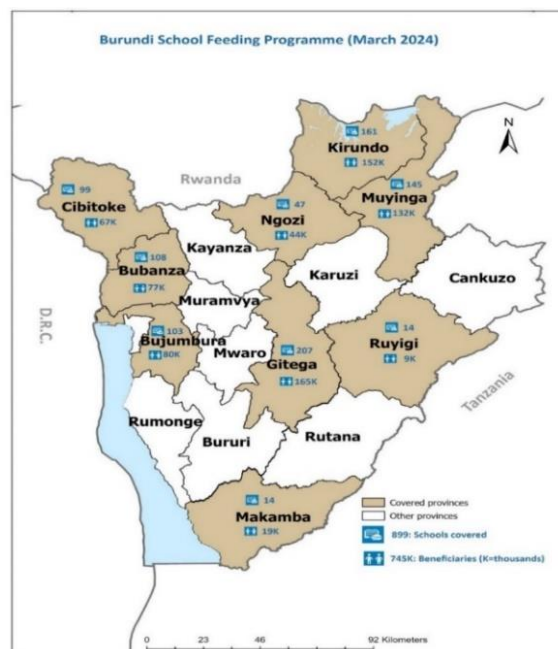 Burundi School Feeding Programme (March 2024)
N
161
Kirundo
152K
Rwanda
99
Cibitoke
67K
47
Ngozi
44K
145
Muyinga
132K
Kayanza
108
Bubanza
77K
Karuzi
Cankuzo
Muramvya
D.R.C.
103
Bujumbura
80K
Mwaro
207
Gitega
165K
14
Ruyigi
9K
Tanzania
Rumonge
Bururi
Rutana
14
Makamba
19K
Covered provinces
Other provinces
899: Schools covered
745K: Beneficiaries (K=thousands)
0 23 46 92 Kilometers